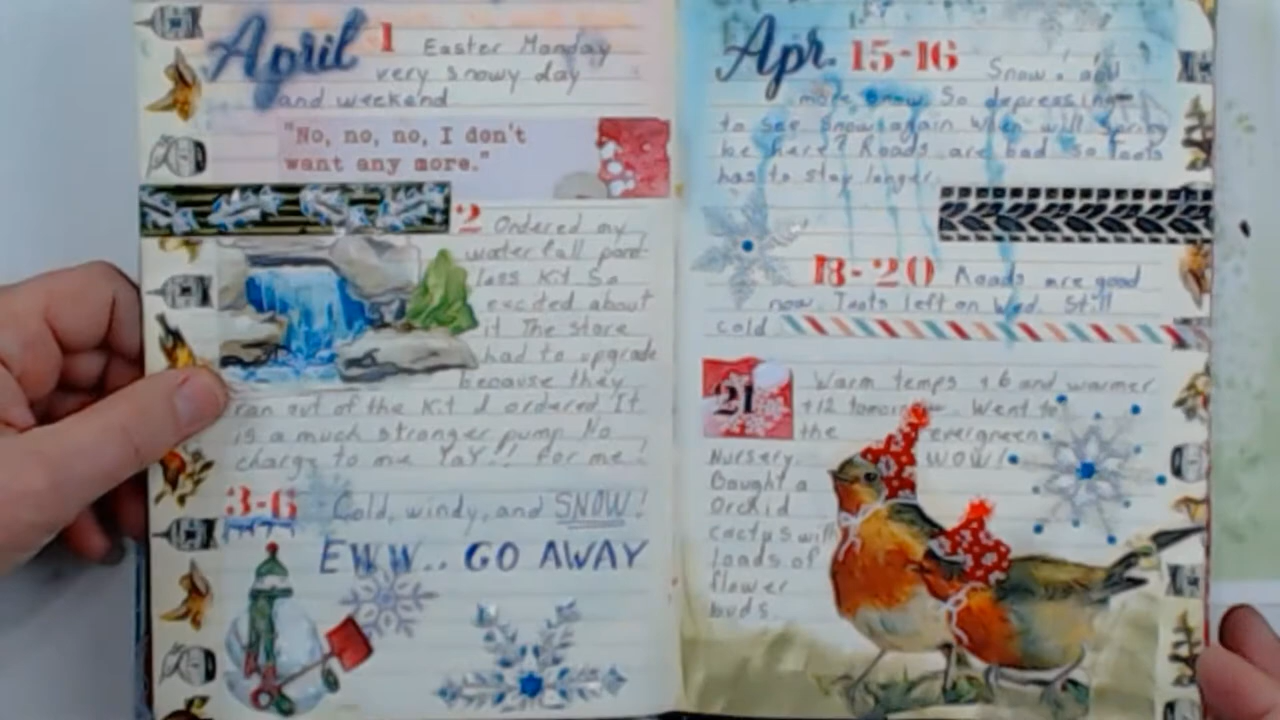 April 1 Easter Monday
very snowy day
and weekend
"No, no, no, I don't
want any more."
2 Ordered my
waterfall pond
less kit. So
excited about
it The store
had to upgrade
because they
ran out of the kit I ordered It
is a much stronger pump No
charge to me YaY!! For me!
3-6 Cold, windy, and SNOW!
EWW.. GO AWAY
Apr. 15-16 Snow! and
more snow. So depressing
to see snow again When will Spring
be here? Roads are bad so
has to stay longer.
18-20 Roads are good
now. left on Wed. Still
cold
21 Warm temps +6 and warmer
+12 tomorrow. Went to
the evergreen
Nursery. WOW!
Bought a
Orchid
cactus with
loads of
flower
buds.